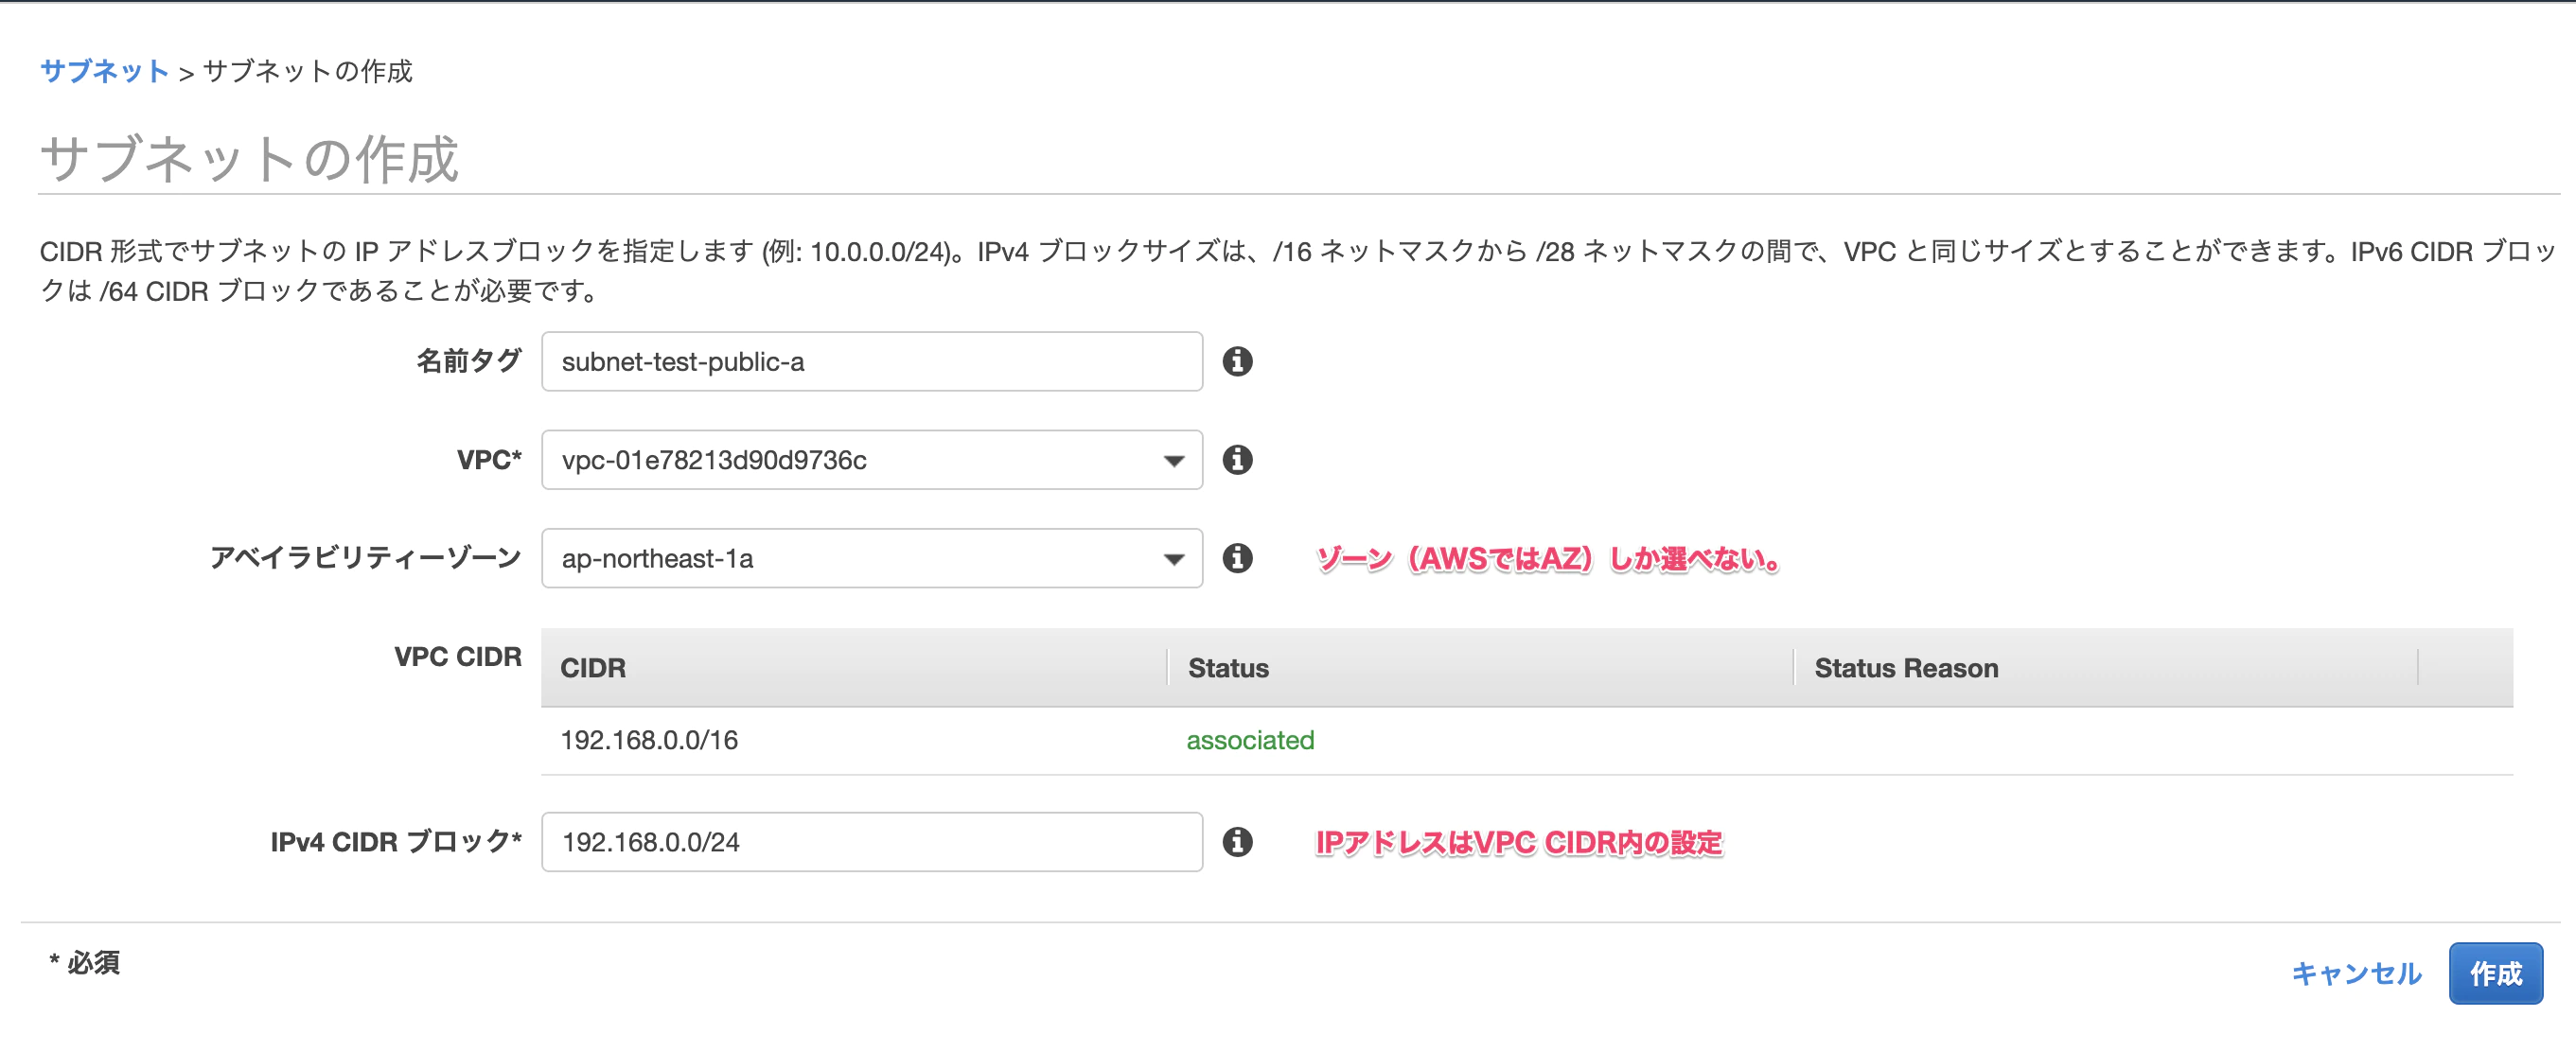 サブネット > サブネットの作成
サブネットの作成
CIDR 形式でサブネットの IP アドレスブロックを指定します (例: 10.0.0.0/24)。IPv4 ブロックサイズは、/16 ネットマスクから /28 ネットマスクの間で、VPC と同じサイズとすることができます。IPv6 CIDR ブロッ
クは /64 CIDR ブロックであることが必要です。
名前タグ subnet-test-public-a
VPC* vpc-01e78213d90d9736c
アベイラビリティーゾーン ap-northeast-1a ゾーン（AWSではAZ）しか選べない。
VPC CIDR CIDR Status Status Reason
192.168.0.0/16 associated
IPv4 CIDR ブロック* 192.168.0.0/24 IPアドレスはVPC CIDR内の設定
* 必須 キャンセル 作成